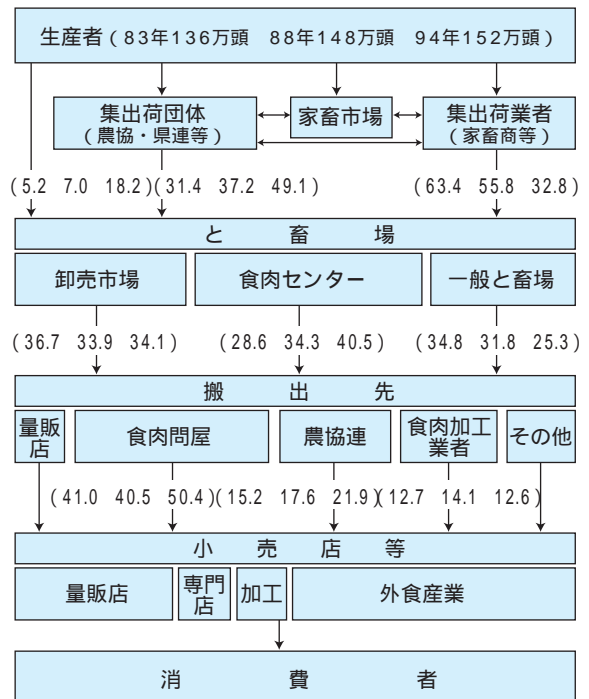 生産者(83年136万頭 88年148万頭 94年152万頭)
集出荷団体
(農協・県連等)
家畜市場
集出荷業者
(家畜商等)
(5.2 7.0 18.2)(31.4 37.2 49.1) (63.4 55.8 32.8)
と畜場
卸売市場 食肉センター 一般と畜場
(36.7 33.9 34.1) (28.6 34.3 40.5) (34.8 31.8 25.3)
搬出先
量販
店
食肉問屋
農協連
食肉加工
業者
その他
(41.0 40.5 50.4)(15.2 17.6 21.9)(12.7 14.1 12.6)
小売店等
量販店
専門
店
加工
外食産業
消費者